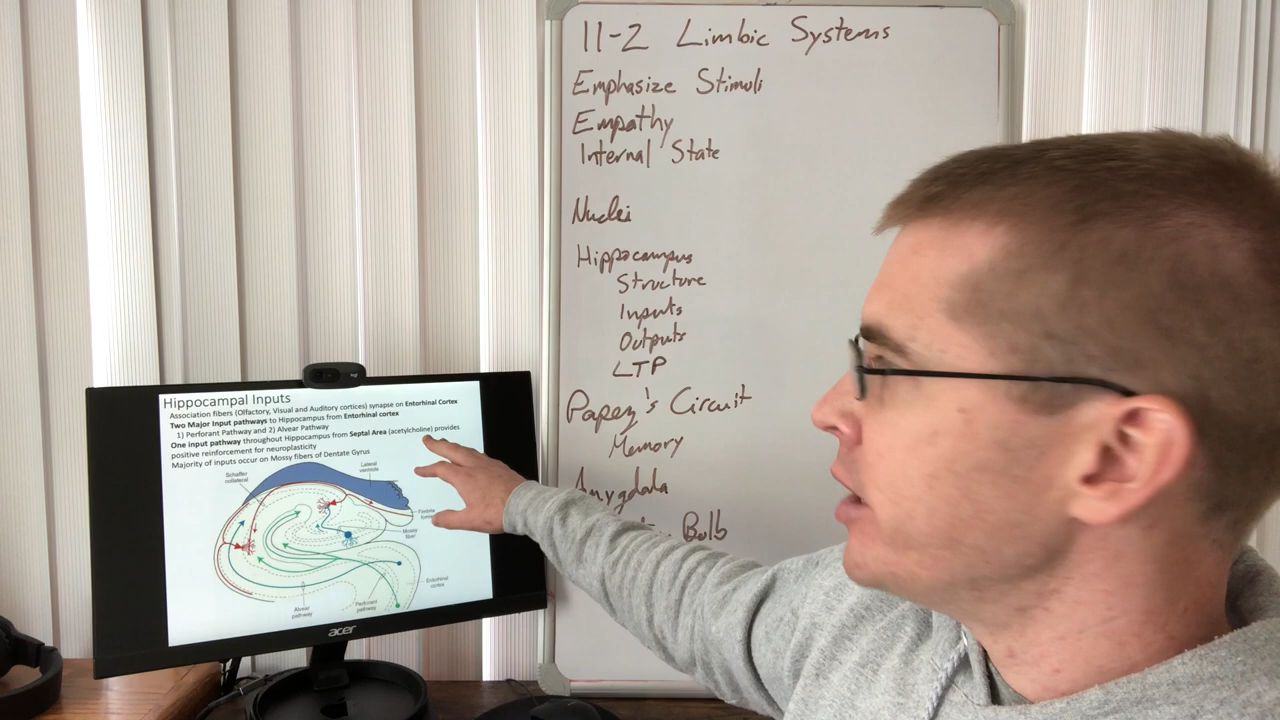 11-2 Limbic Systems
Emphasize Stimuli
Empathy
Internal State
Nuclei
Hippocampus
Structure
Inputs
Outputs
LTP
Papez's Circuit
Memory
Amygdala
Bulb
Hippocampal Inputs
Association fibers (Olfactory, Visual and Auditory cortices) synapse on Entorhinal Cortex
Two Major Input pathways to Hippocampus from Entorhinal cortex
1) Perforant Pathway and 2) Alvear Pathway
One input pathway throughout Hippocampus from Septal Area (acetylcholine) provides
positive reinforcement for neuroplasticity
Majority of inputs occur on Mossy fibers of Dentate Gyrus
Schaffer
collateral
Lateral
ventricle
Mossy
fiber
Entorhinal
cortex
Alvear
pathway
Perforant
pathway
acer